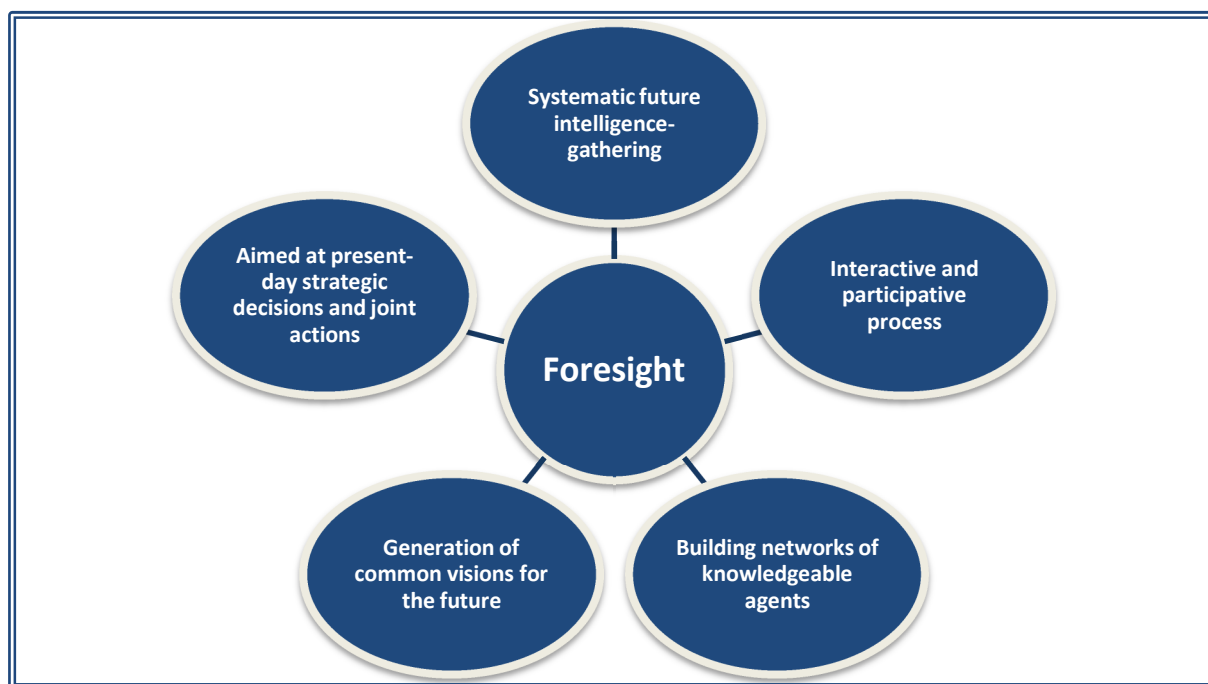 Systematic future
intelligence-
gathering
Aimed at present-
day strategic
decisions and joint
actions
Interactive and
participative
process
Foresight
Generation of
common visions for
the future
Building networks of
knowledgeable
agents